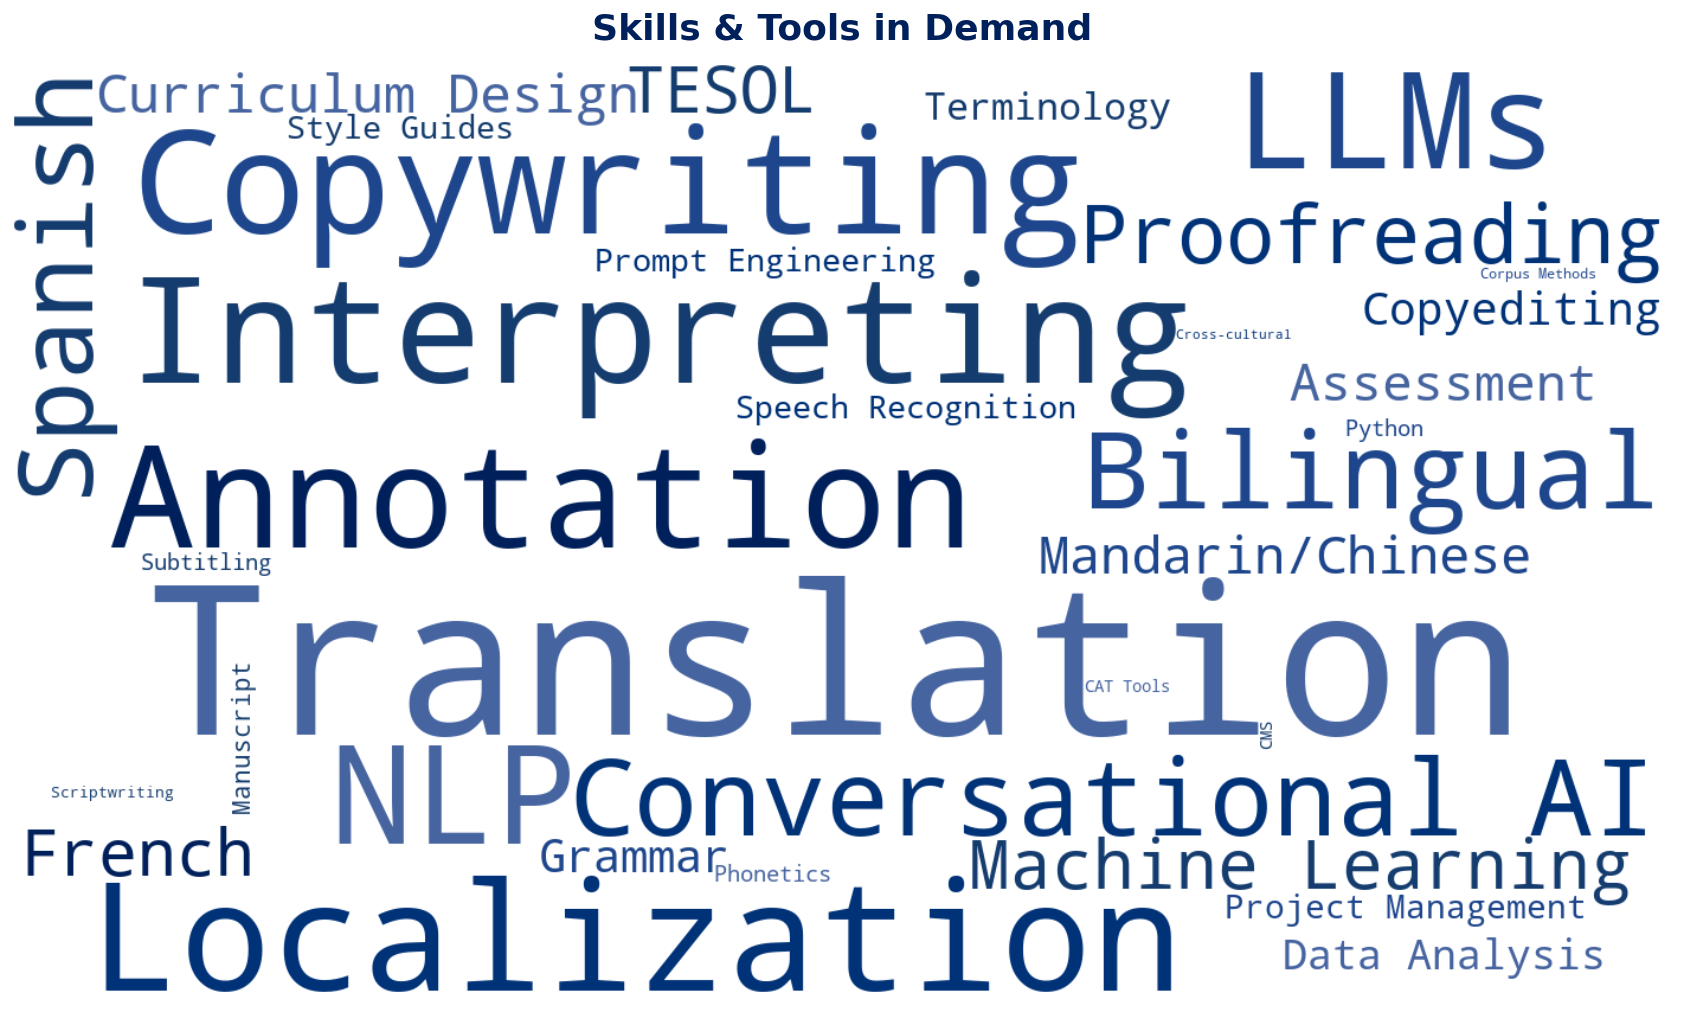 Skills & Tools in Demand
Spanish
Curriculum Design
TESOL
Terminology
LLMs
Style Guides
Copywriting
Proofreading
Prompt Engineering
Corpus Methods
Interpreting
Copyediting
Cross-cultural
Assessment
Speech Recognition
Python
Annotation
Bilingual
Subtitling
Mandarin/Chinese
Translation
CAT Tools
Manuscript
CMS
Scriptwriting
NLP
Conversational AI
French
Grammar
Phonetics
Machine Learning
Localization
Project Management
Data Analysis